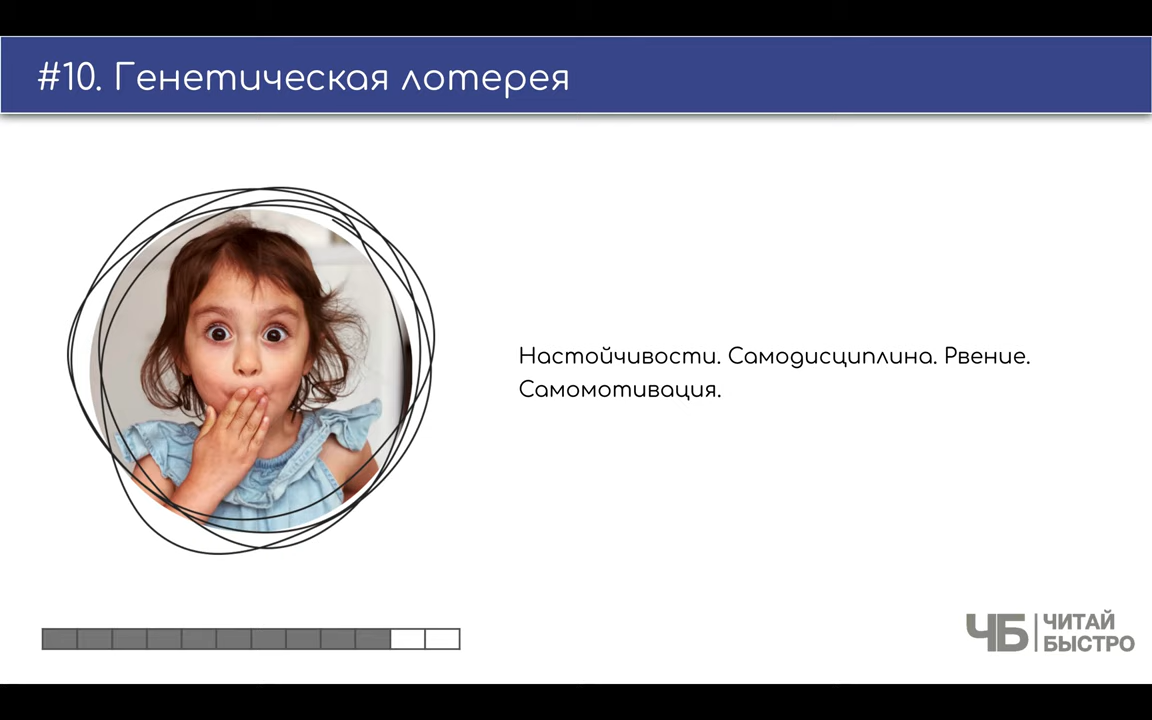 #10. Генетическая лотерея
Настойчивости. Самодисциплина. Рвение.
Самомотивация.
ЧБ
ЧИТАЙ
БЫСТРО